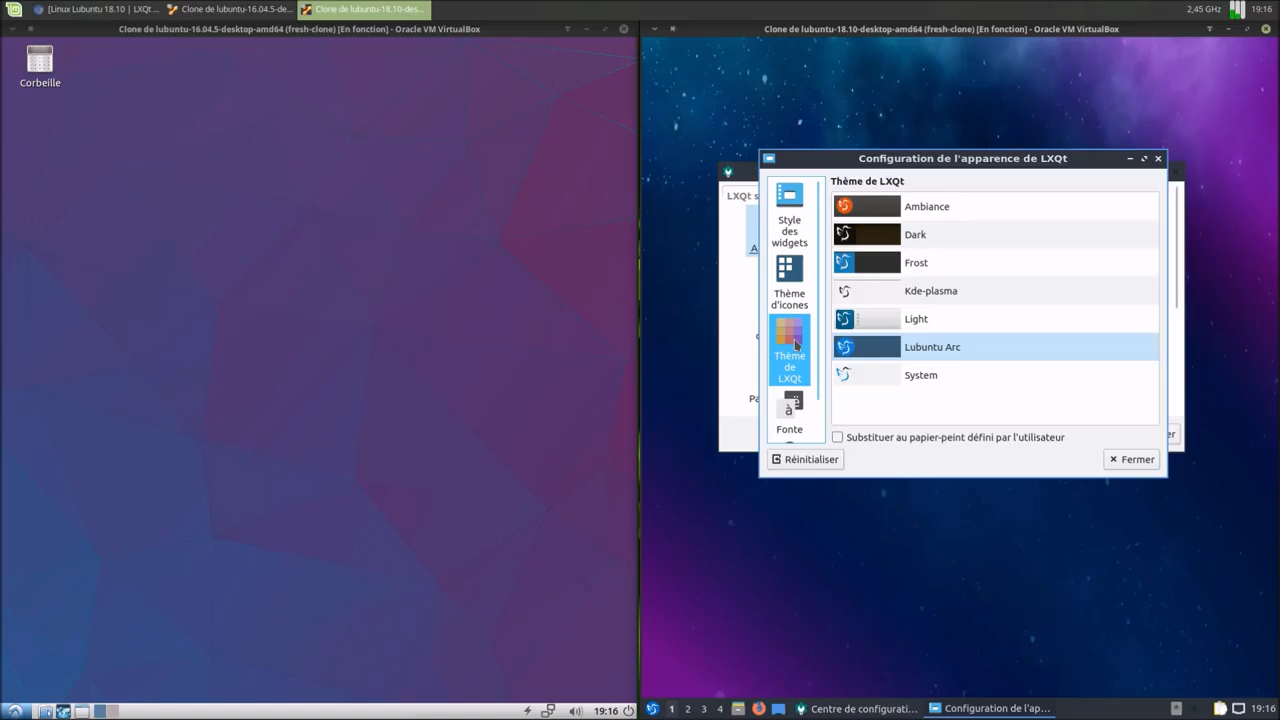 [Linux Lubuntu 18.10 | LXQt ...
Clone de lubuntu-16.04.5-de...
Clone de lubuntu-18.10-des...
2,45 GHz
19:16
Clone de lubuntu-16.04.5-desktop-amd64 (fresh-clone) [En fonction] - Oracle VM VirtualBox
Clone de lubuntu-18.10-desktop-amd64 (fresh-clone) [En fonction] - Oracle VM VirtualBox
Corbeille
Configuration de l'apparence de LXQt
LXQt s
A
Pa
er
Style
des
widgets
Thème
d'icones
Thème
de
LXQt
à
ë
Fonte
Thème de LXQt
Ambiance
Dark
Frost
Kde-plasma
Light
Lubuntu Arc
System
Substituer au papier-peint défini par l'utilisateur
Réinitialiser
Fermer
19:16
1
2
3
4
Centre de configurati...
Configuration de l'ap...
19:16